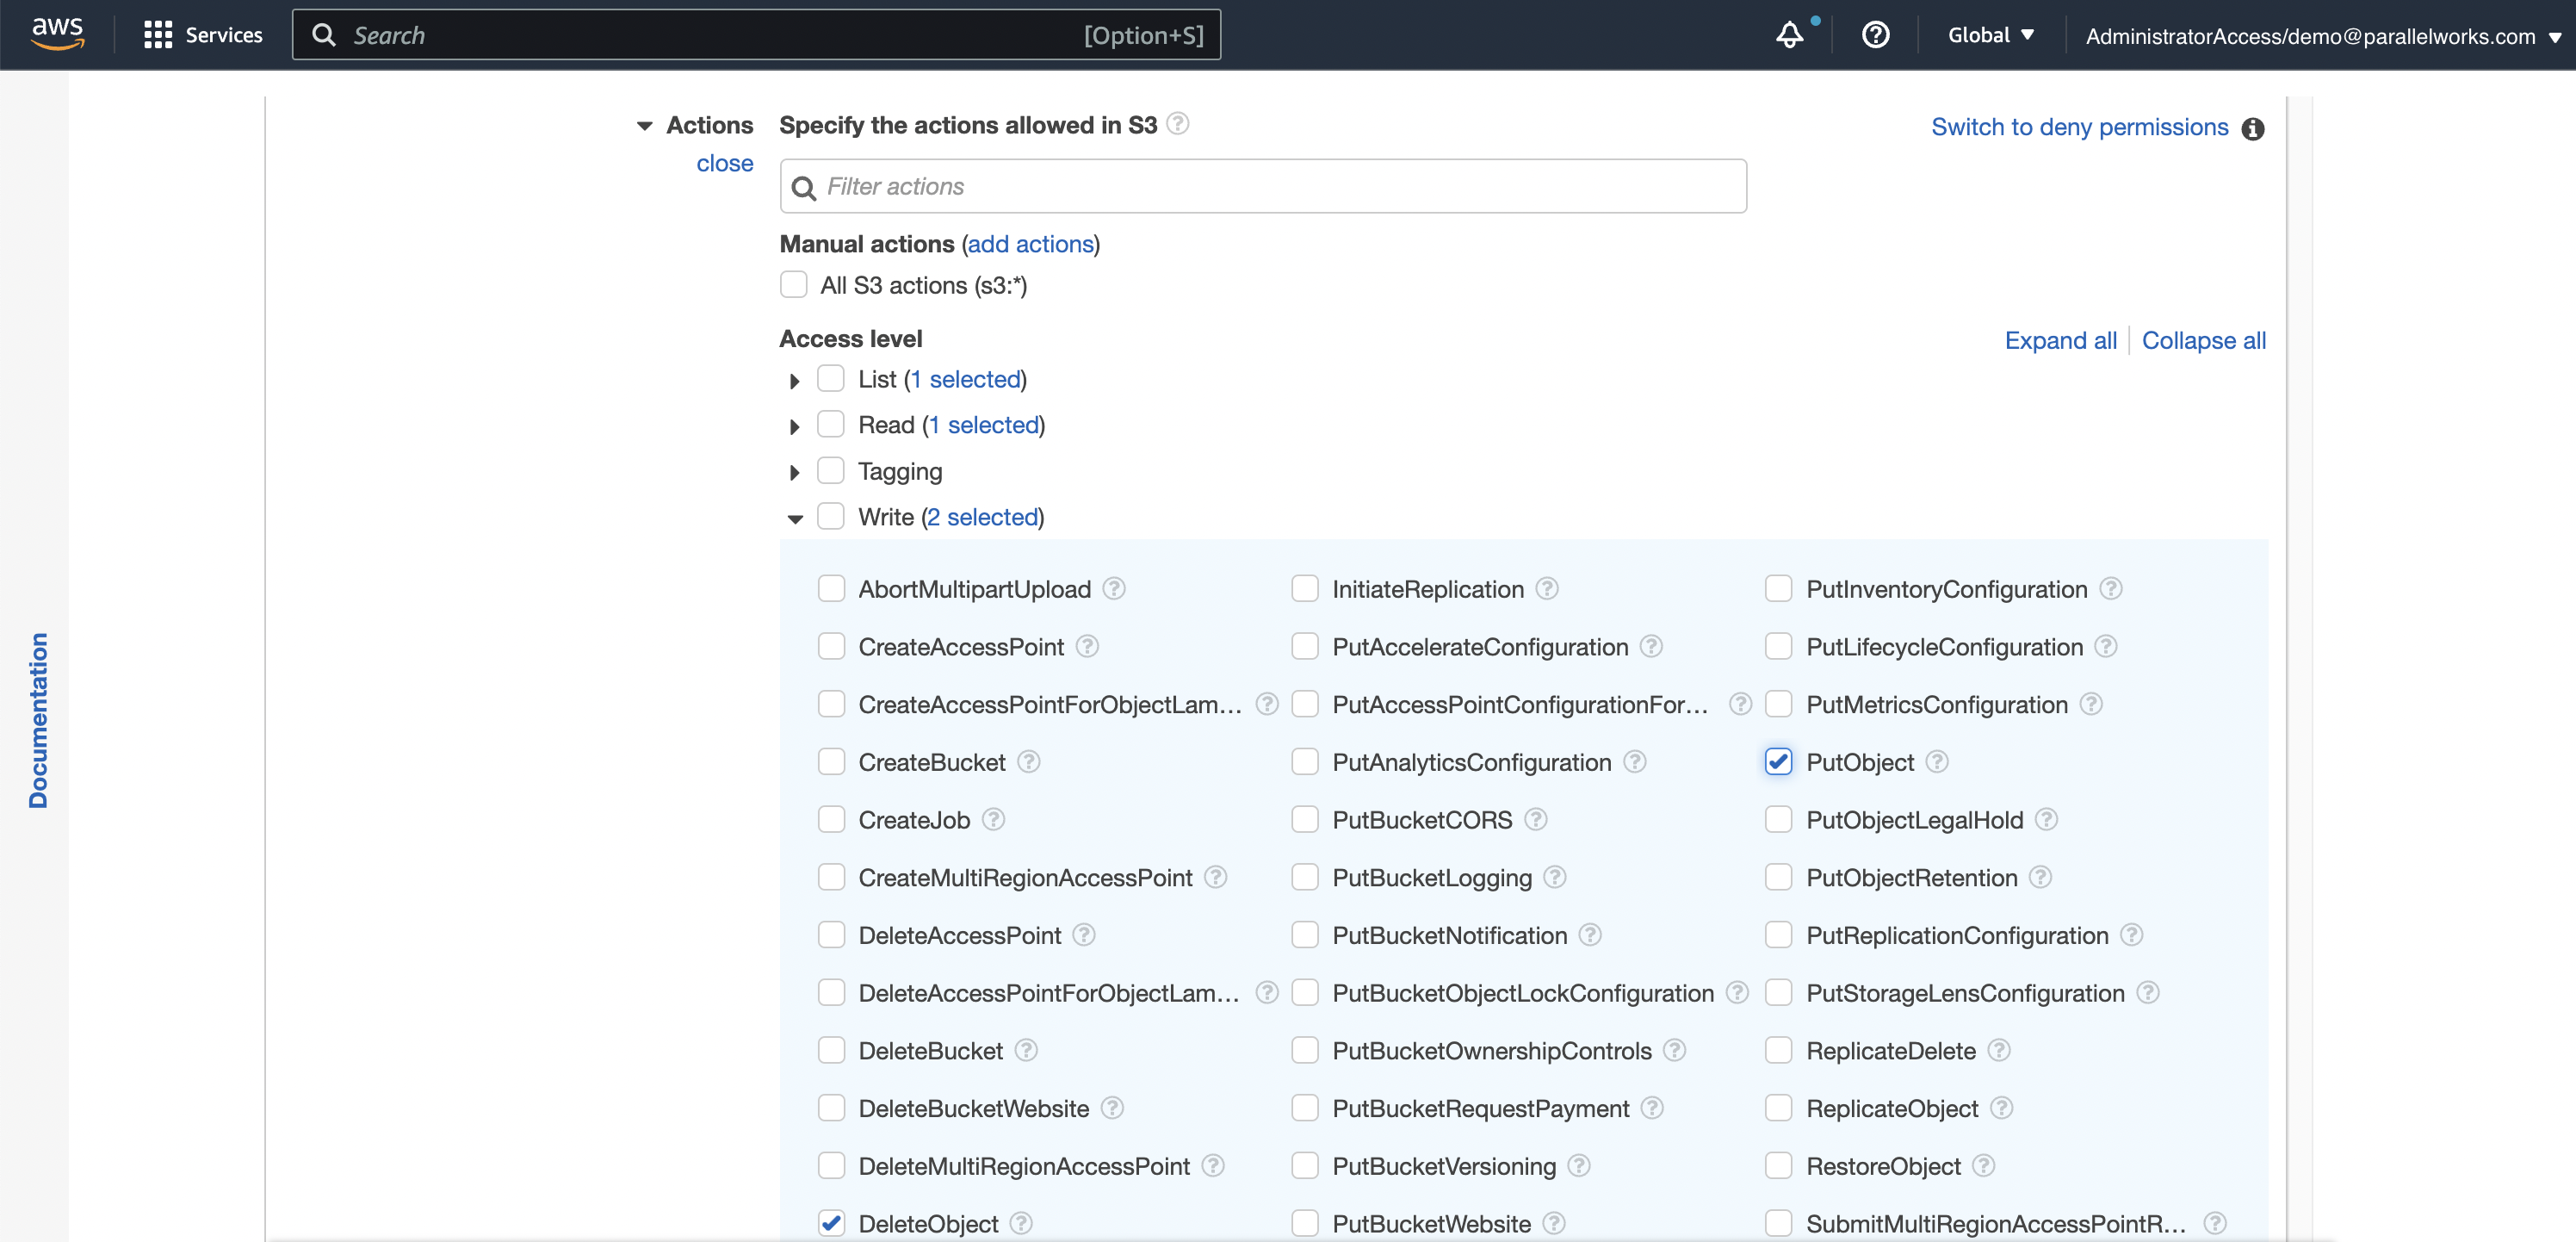 aws Services Search [Option+S] Global AdministratorAccess/demo@parallelworks.com
Actions Specify the actions allowed in S3 Switch to deny permissions
close
Filter actions
Manual actions (add actions)
All S3 actions (s3:*)
Access level Expand all Collapse all
List (1 selected)
Read (1 selected)
Tagging
Write (2 selected)
AbortMultipartUpload InitiateReplication PutInventoryConfiguration
CreateAccessPoint PutAccelerateConfiguration PutLifecycleConfiguration
CreateAccessPointForObjectLam... PutAccessPointConfigurationFor... PutMetricsConfiguration
CreateBucket PutAnalyticsConfiguration PutObject
CreateJob PutBucketCORS PutObjectLegalHold
CreateMultiRegionAccessPoint PutBucketLogging PutObjectRetention
DeleteAccessPoint PutBucketNotification PutReplicationConfiguration
DeleteAccessPointForObjectLam... PutBucketObjectLockConfiguration PutStorageLensConfiguration
DeleteBucket PutBucketOwnershipControls ReplicateDelete
DeleteBucketWebsite PutBucketRequestPayment ReplicateObject
DeleteMultiRegionAccessPoint PutBucketVersioning RestoreObject
DeleteObject PutBucketWebsite SubmitMultiRegionAccessPointR...
Documentation